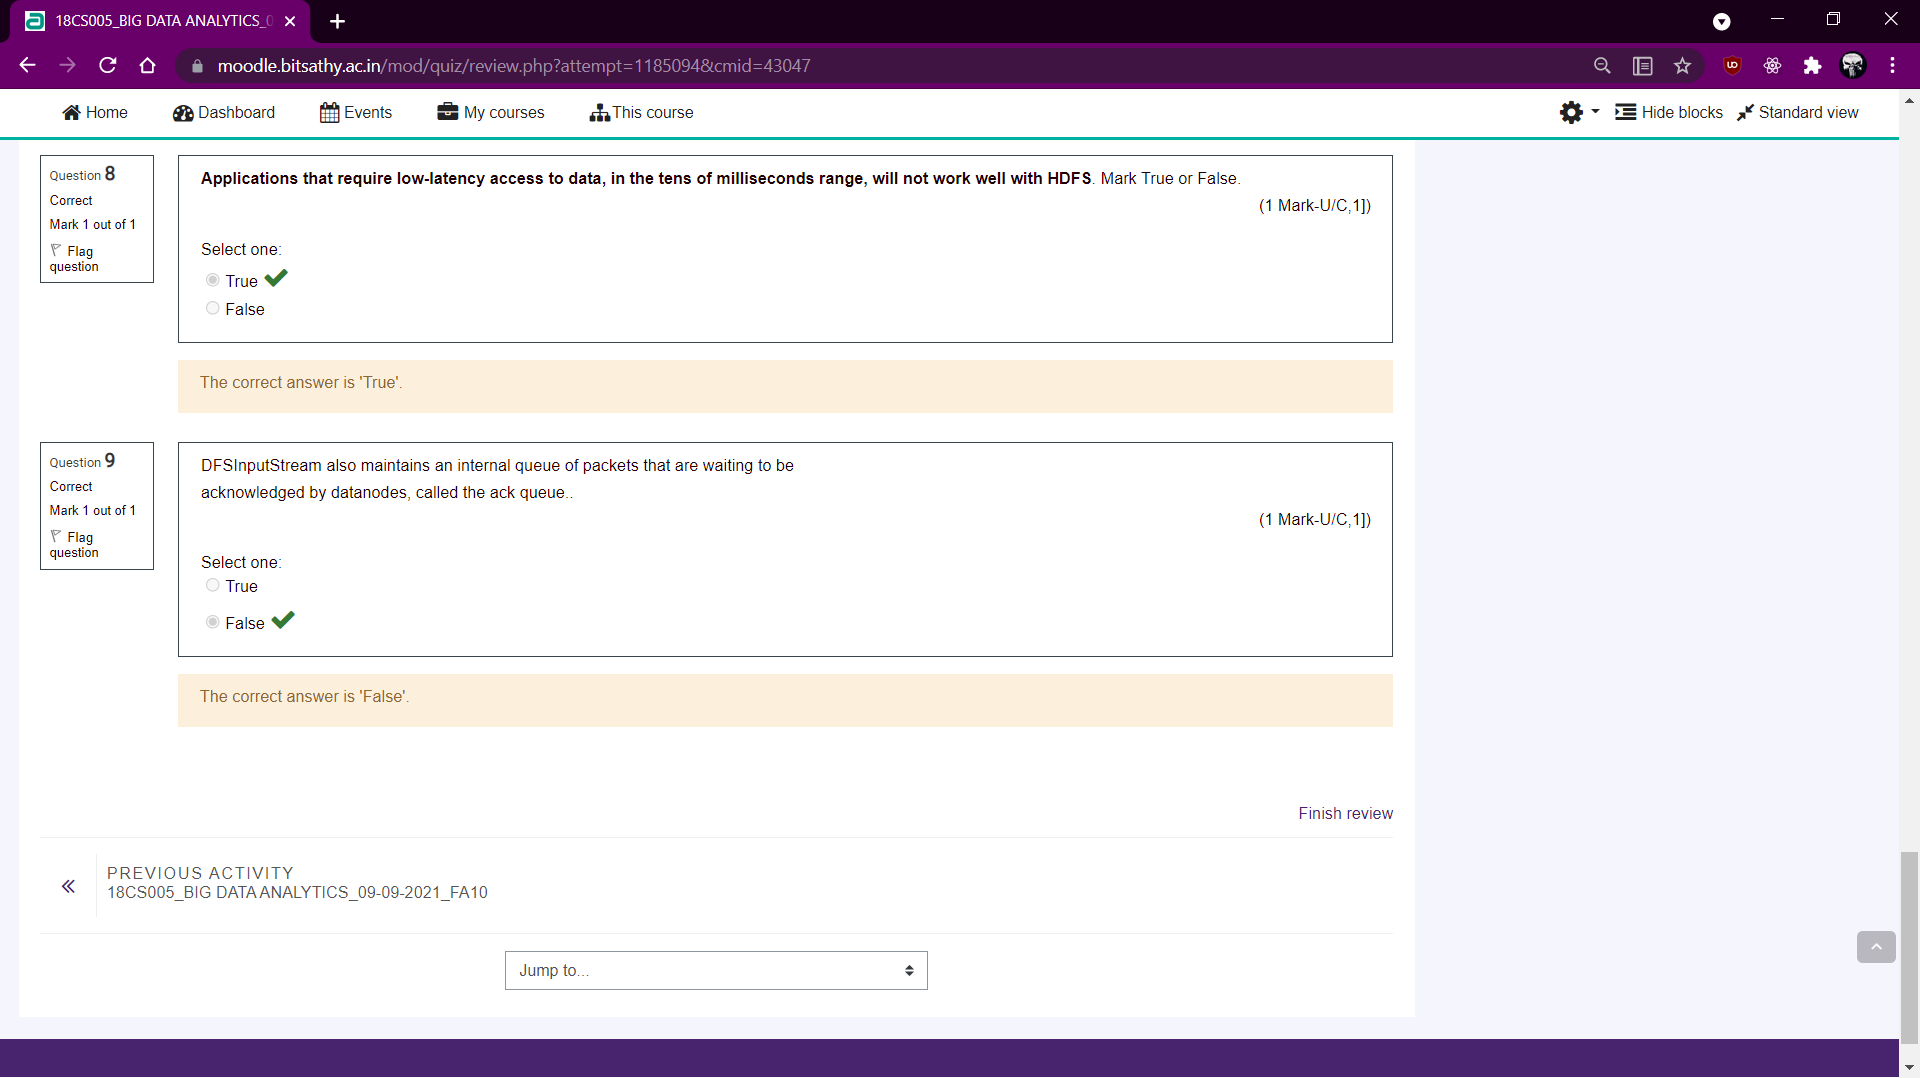 18CS005_BIG DATA ANALYTICS_0
moodle.bitsathy.ac.in/mod/quiz/review.php?attempt=1185094&cmid=43047
Home Dashboard Events My courses This course Hide blocks Standard view
Question 8
Correct
Mark 1 out of 1
Flag
question
Applications that require low-latency access to data, in the tens of milliseconds range, will not work well with HDFS. Mark True or False.
(1 Mark-U/C,1])
Select one:
True
False
The correct answer is 'True'.
Question 9
Correct
Mark 1 out of 1
Flag
question
DFSInputStream also maintains an internal queue of packets that are waiting to be
acknowledged by datanodes, called the ack queue..
(1 Mark-U/C,1])
Select one:
True
False
The correct answer is 'False'.
Finish review
PREVIOUS ACTIVITY
18CS005_BIG DATA ANALYTICS_09-09-2021_FA10
Jump to...